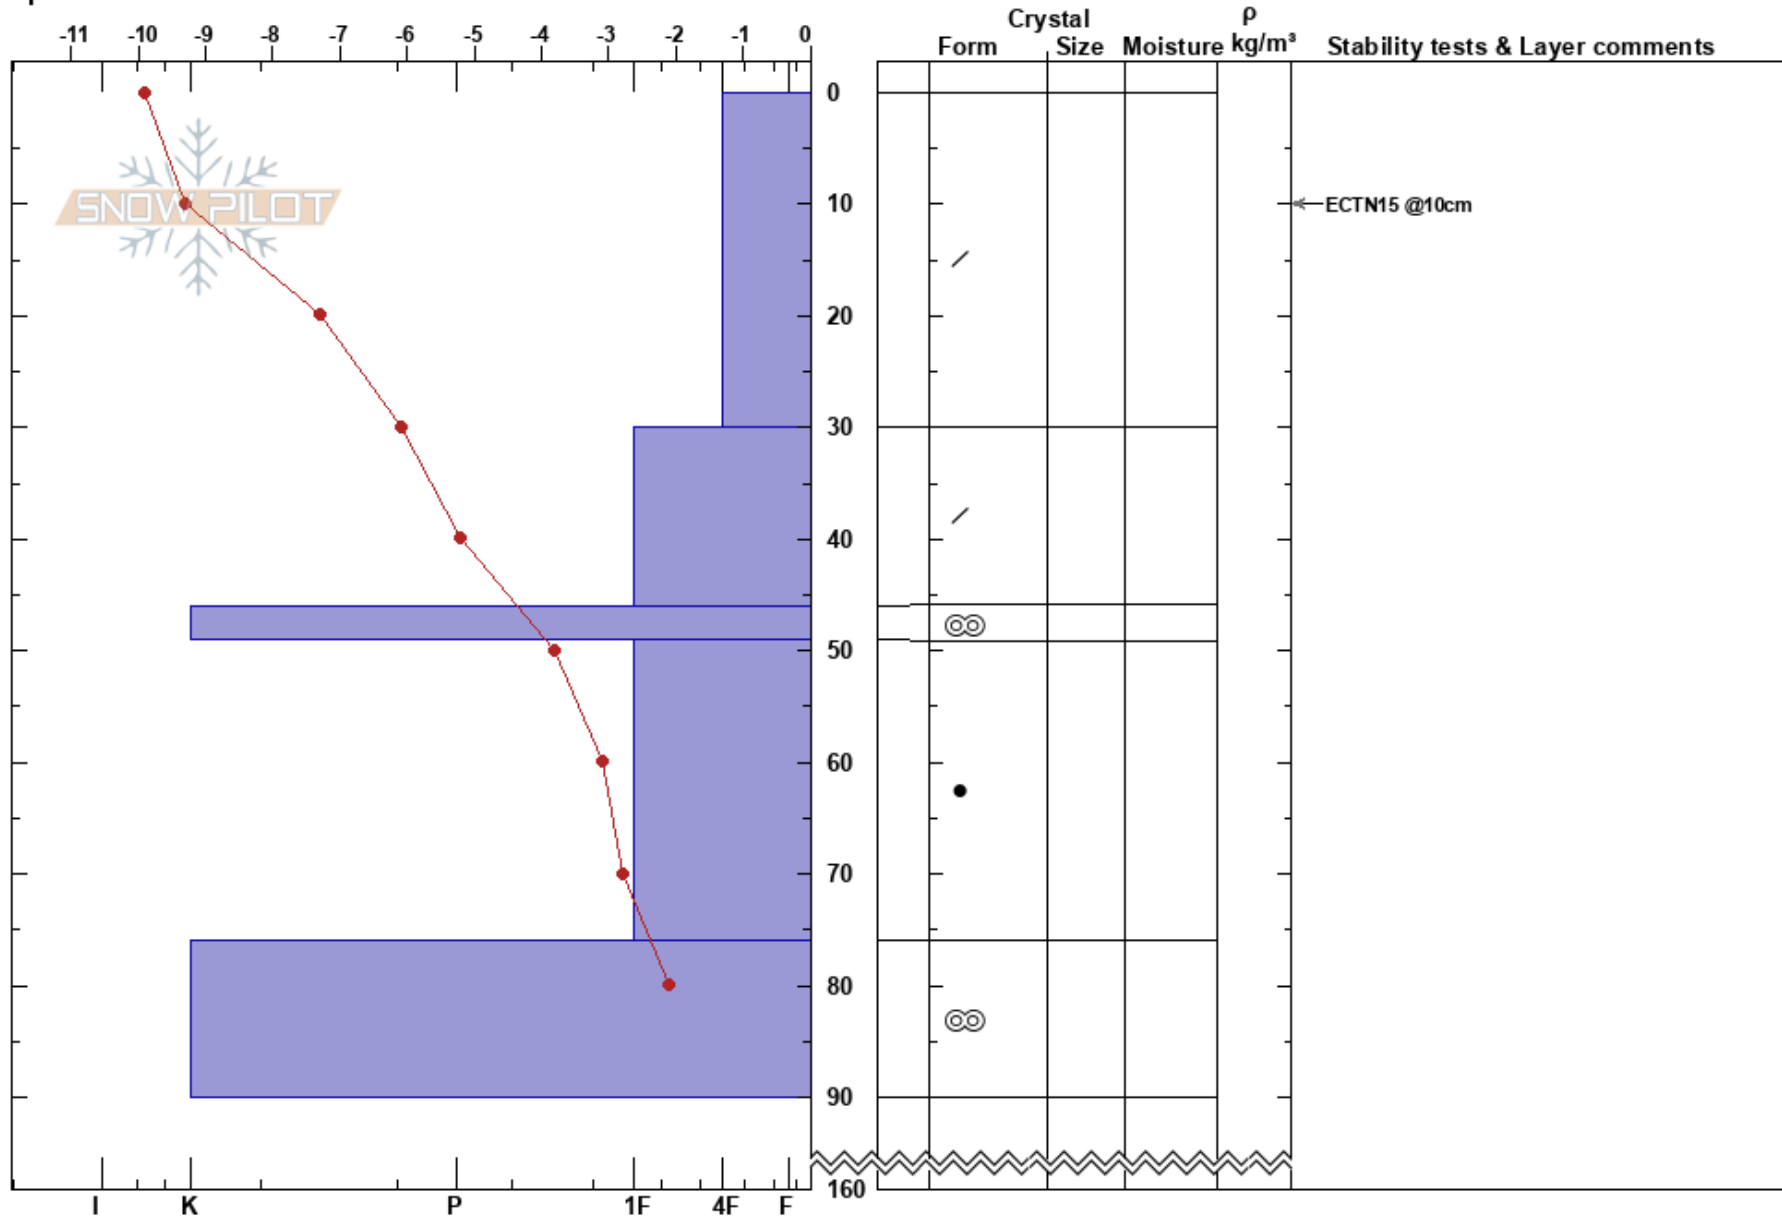 -11 -10 -9 -8 -7 -6 -5 -4 -3 -2 -1 0
Crystal ρ
Form Size Moisture kg/m³ Stability tests & Layer comments
0
SNOW PILOT
10 ECTN15 @10cm
20
30
40
50
60
70
80
90
160
I K P 1F 4F F